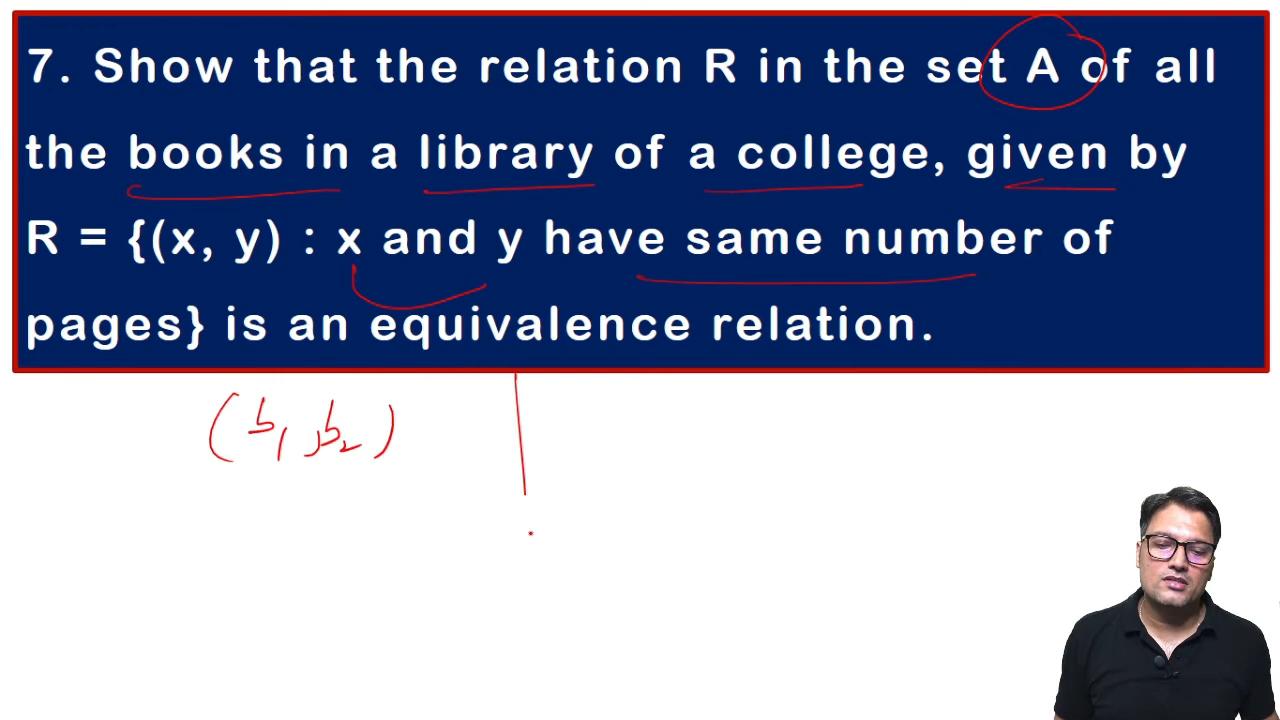 7. Show that the relation R in the set A of all
the books in a library of a college, given by
R = {(x, y) : x and y have same number of
pages} is an equivalence relation.
(b₁, b₂)